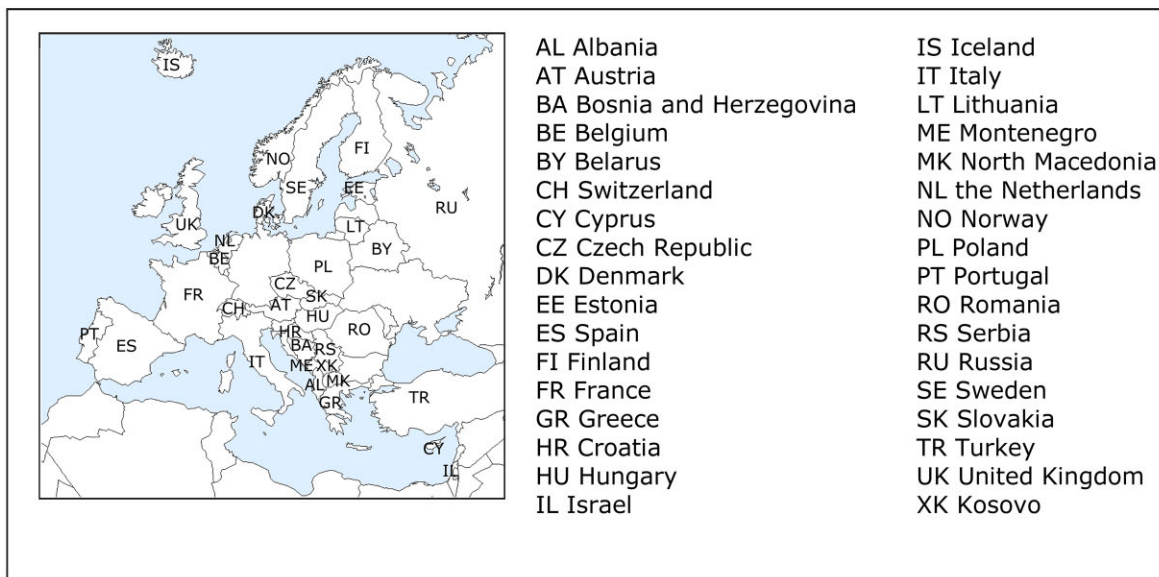 IS
NO
FI
SE
EE
RU
DK
LT
UK
BY
NL
BE
PL
CZ
FR
SK
CH
AT
HU
RO
HR
PT
BA
RS
ES
IT
ME
XK
AL
MK
TR
GR
CY
IL
AL Albania
AT Austria
BA Bosnia and Herzegovina
BE Belgium
BY Belarus
CH Switzerland
CY Cyprus
CZ Czech Republic
DK Denmark
EE Estonia
ES Spain
FI Finland
FR France
GR Greece
HR Croatia
HU Hungary
IL Israel
IS Iceland
IT Italy
LT Lithuania
ME Montenegro
MK North Macedonia
NL the Netherlands
NO Norway
PL Poland
PT Portugal
RO Romania
RS Serbia
RU Russia
SE Sweden
SK Slovakia
TR Turkey
UK United Kingdom
XK Kosovo